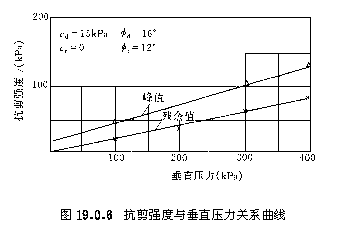 200
c_d=15kPa φ_d=16°
c_r=0 φ_r=12°
抗剪强度τ(kPa)
100
峰值
残余值
100 200 300 400
垂直压力(kPa)
图 19.0.6 抗剪强度与垂直压力关系曲线